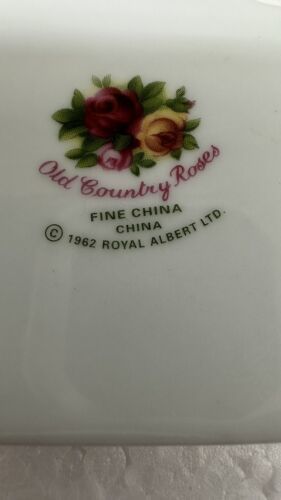 Old Country Roses
FINE CHINA
CHINA
© 1962 ROYAL ALBERT LTD.